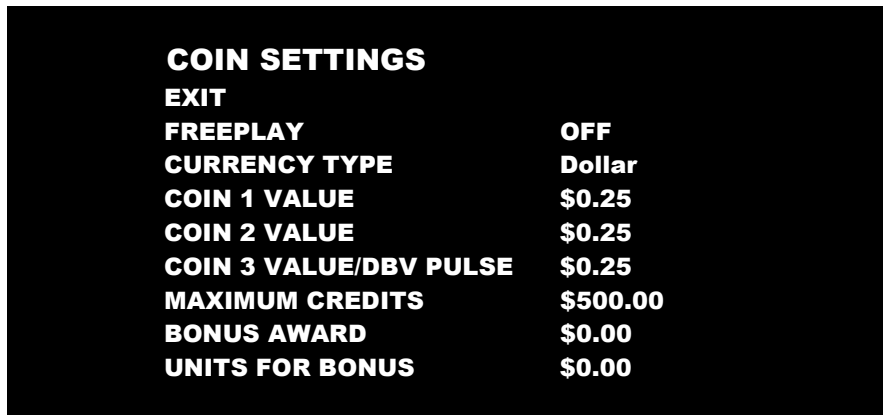 COIN SETTINGS
EXIT
FREEPLAY OFF
CURRENCY TYPE Dollar
COIN 1 VALUE $0.25
COIN 2 VALUE $0.25
COIN 3 VALUE/DBV PULSE $0.25
MAXIMUM CREDITS $500.00
BONUS AWARD $0.00
UNITS FOR BONUS $0.00